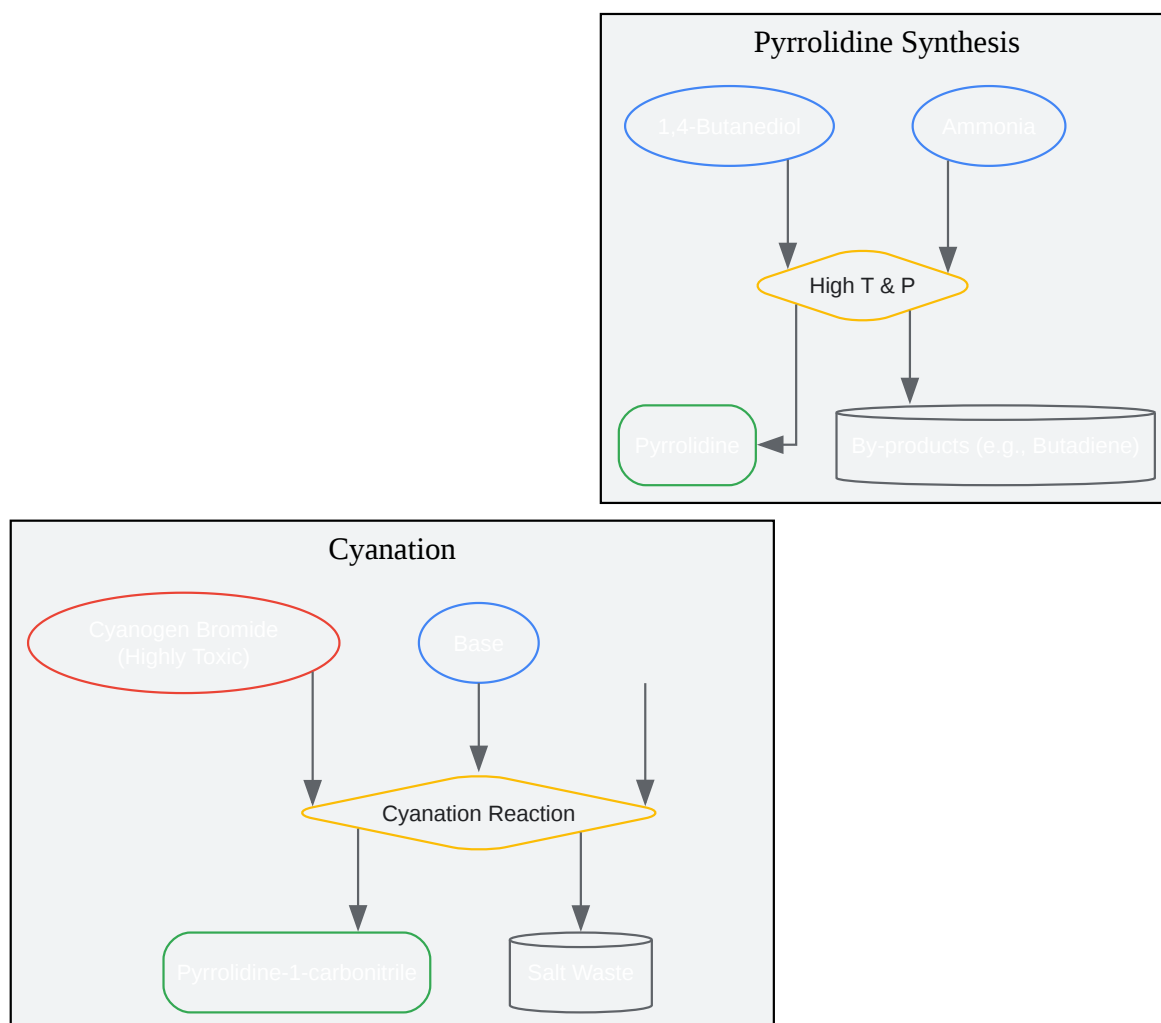 Pyrrolidine Synthesis
1,4-Butanediol
Ammonia
High T & P
Pyrrolidine
By-products (e.g., Butadiene)
Cyanation
Cyanogen Bromide
(Highly Toxic)
Base
Cyanation Reaction
Pyrrolidine-1-carbonitrile
Salt Waste